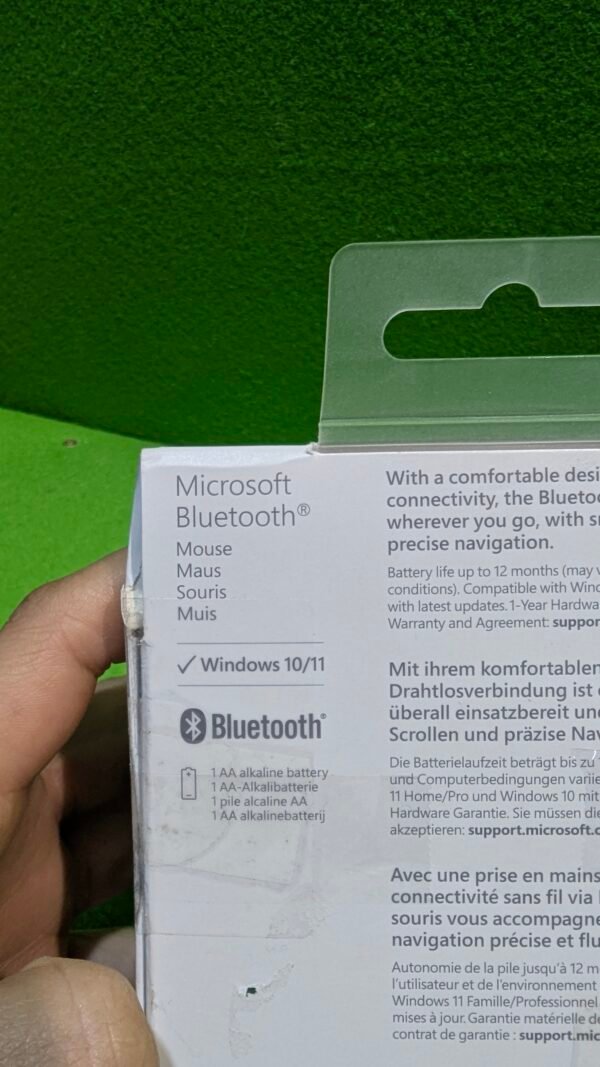 Microsoft
Bluetooth®
Mouse
Maus
Souris
Muis
✓ Windows 10/11
Bluetooth®
1 AA alkaline battery
1 AA-Alkalibatterie
1 pile alcaline AA
1 AA alkalinebatterij
With a comfortable desi
connectivity, the Bluetoo
wherever you go, with s
precise navigation.
Battery life up to 12 months (may v
conditions). Compatible with Wind
with latest updates. 1-Year Hardwa
Warranty and Agreement: suppor
Mit ihrem komfortablen
Drahtlosverbindung ist
überall einsatzbereit und
Scrollen und präzise Nav
Die Batterielaufzeit beträgt bis zu
und Computerbedingungen variie
11 Home/Pro und Windows 10 mit
Hardware Garantie. Sie müssen die
akzeptieren: support.microsoft.c
Avec une prise en mains
connectivité sans fil via
souris vous accompagne
navigation précise et flu
Autonomie de la pile jusqu'à 12 m
l'utilisateur et de l'environnement
Windows 11 Famille/Professionnel
mises à jour. Garantie matérielle de
contrat de garantie : support.mic